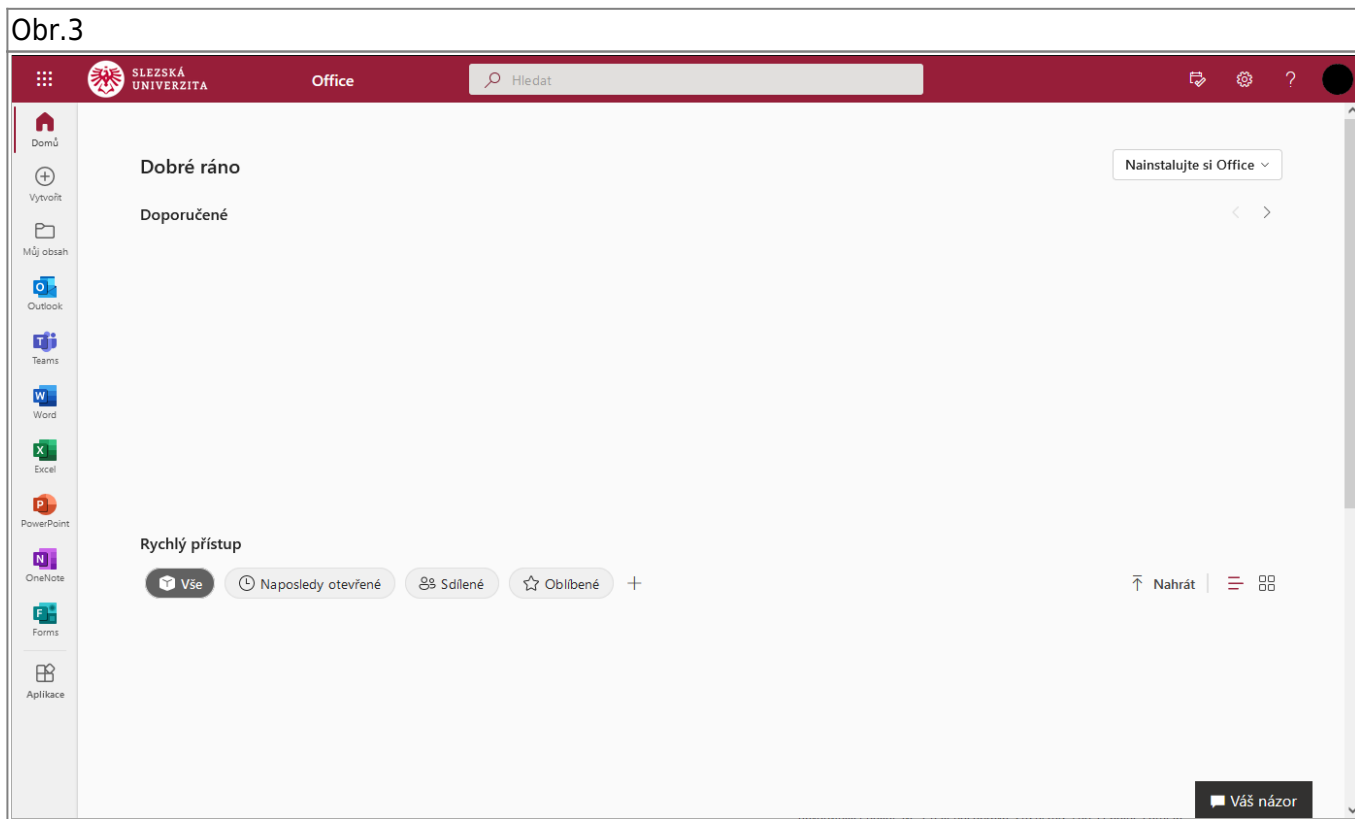 Obr.3
SLEZSKÁ
UNIVERZITA
Office
Hledat
Domů
Vytvořit
Můj obsah
Outlook
Teams
Word
Excel
PowerPoint
OneNote
Forms
Aplikace
Dobré ráno
Nainstalujte si Office
Doporučené
Rychlý přístup
Vše
Naposledy otevřené
Sdílené
Oblíbené
Nahrát
Váš názor